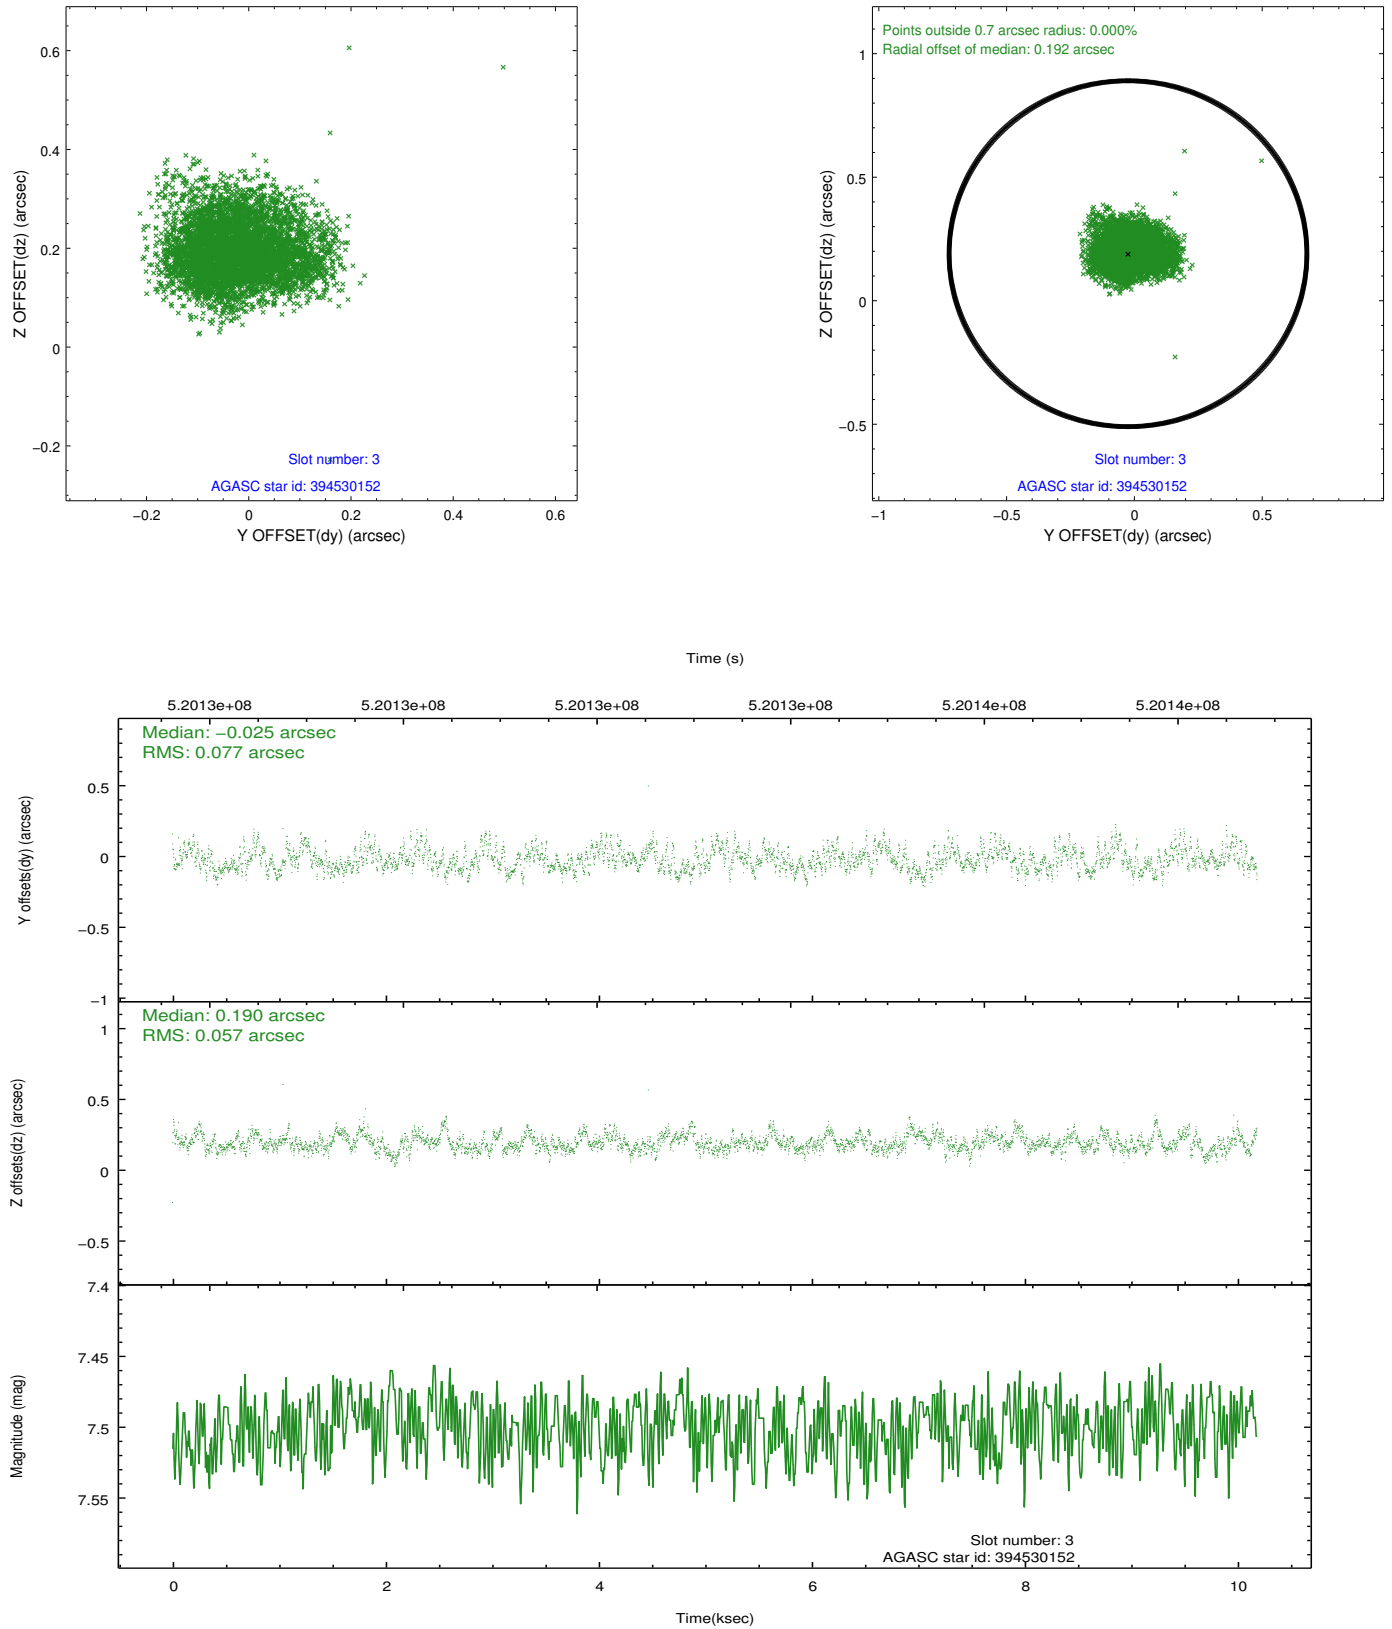 0.6
0.4
0.2
0
−0.2
Z OFFSET(dz) (arcsec)
Slot number: 3
AGASC star id: 394530152
−0.2 0 0.2 0.4 0.6
Y OFFSET(dy) (arcsec)
Points outside 0.7 arcsec radius: 0.000%
Radial offset of median: 0.192 arcsec
1
0.5
0
−0.5
Z OFFSET(dz) (arcsec)
Slot number: 3
AGASC star id: 394530152
−1 −0.5 0 0.5
Y OFFSET(dy) (arcsec)
Time (s)
5.2013e+08 5.2013e+08 5.2013e+08 5.2013e+08 5.2014e+08 5.2014e+08
Median: −0.025 arcsec
RMS: 0.077 arcsec
0.5
0
−0.5
−1
Y offsets(dy) (arcsec)
Median: 0.190 arcsec
RMS: 0.057 arcsec
1
0.5
0
−0.5
Z offsets(dz) (arcsec)
7.4
7.45
7.5
7.55
Magnitude (mag)
Slot number: 3
AGASC star id: 394530152
0 2 4 6 8 10
Time(ksec)